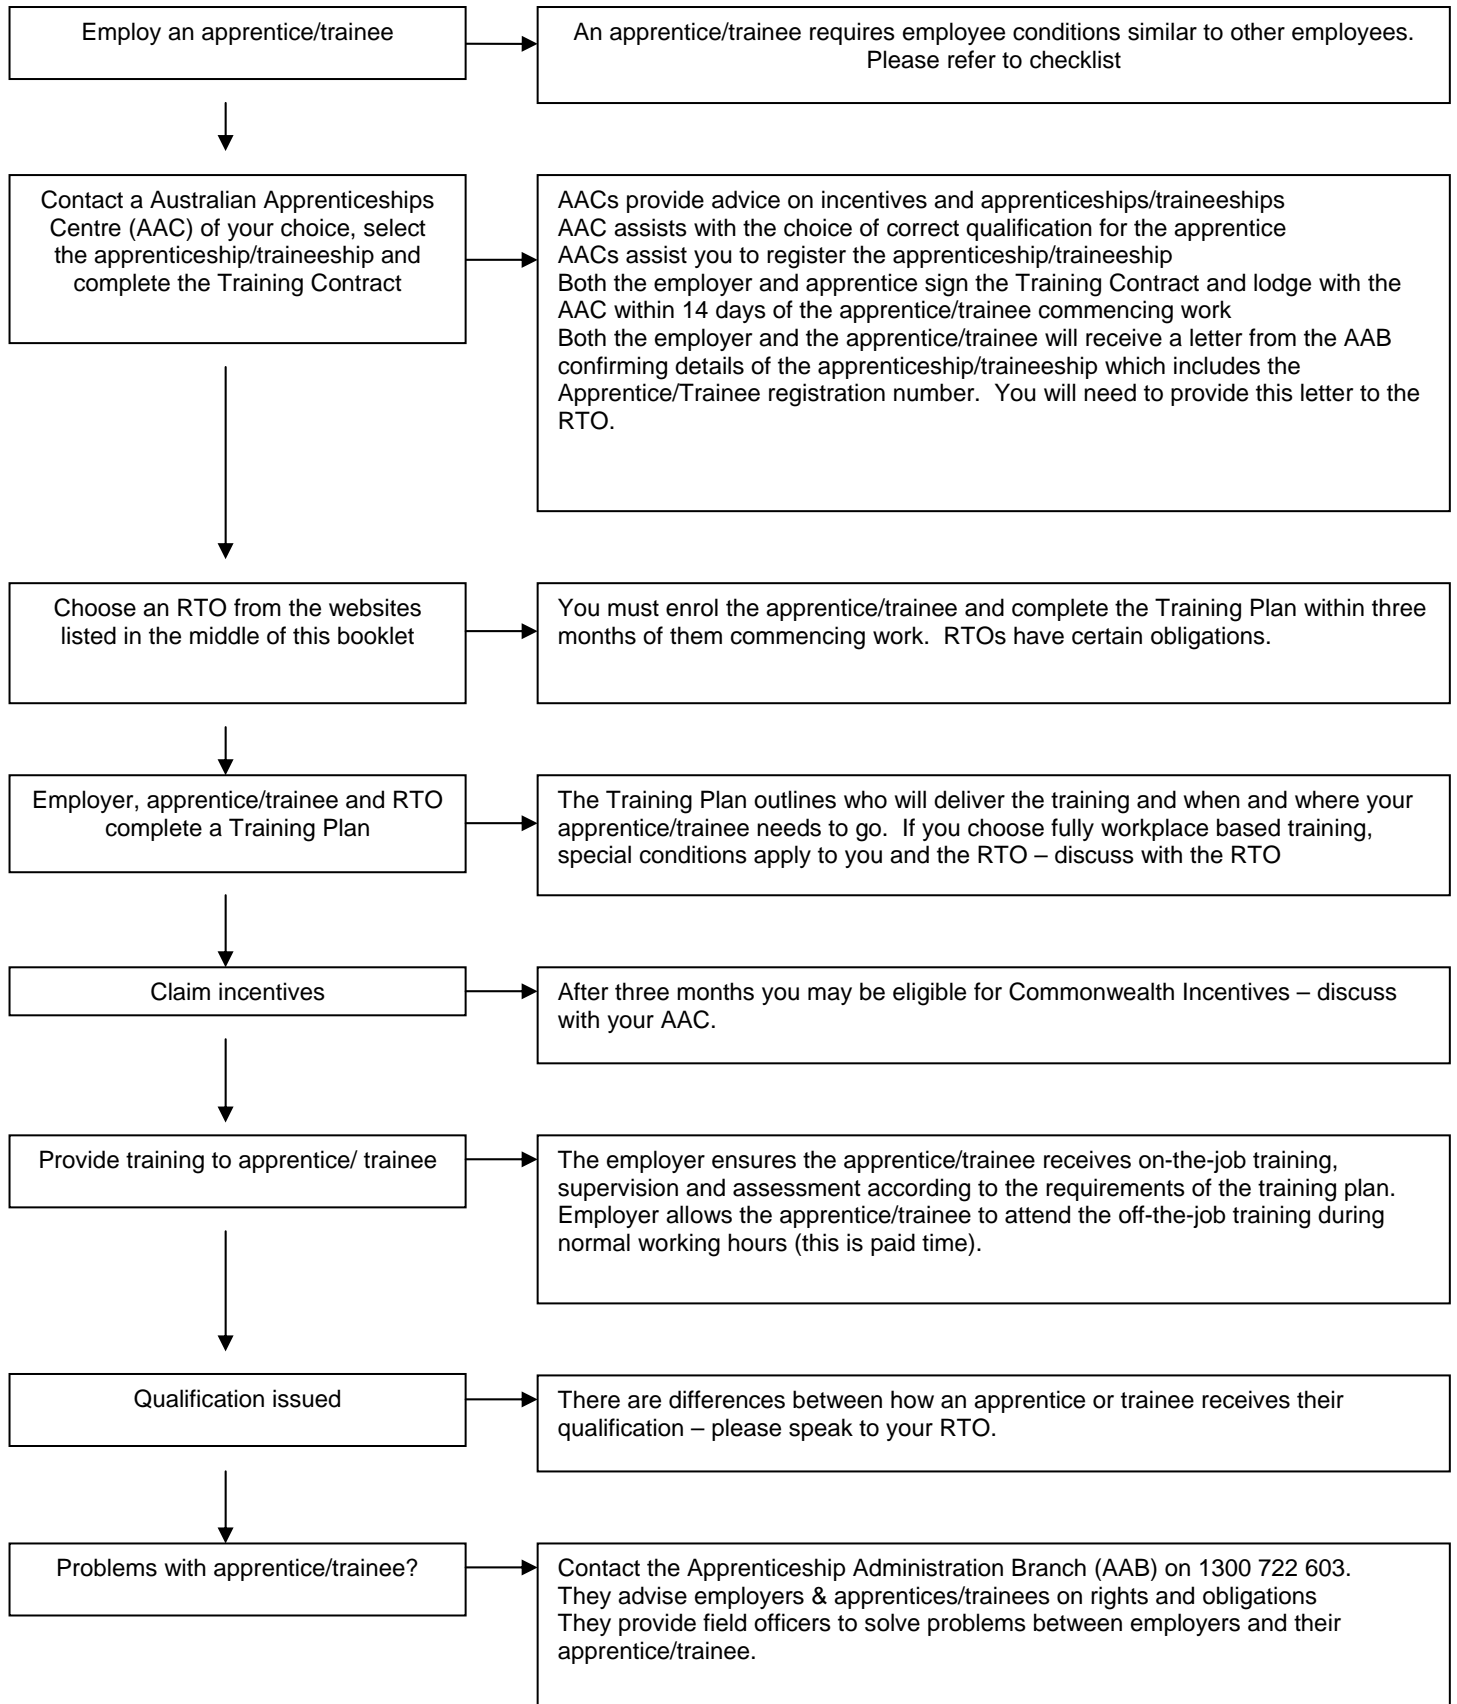 Employ an apprentice/trainee
An apprentice/trainee requires employee conditions similar to other employees.
Please refer to checklist
Contact a Australian Apprenticeships
Centre (AAC) of your choice, select
the apprenticeship/traineeship and
complete the Training Contract
AACs provide advice on incentives and apprenticeships/traineeships
AAC assists with the choice of correct qualification for the apprentice
AACs assist you to register the apprenticeship/traineeship
Both the employer and apprentice sign the Training Contract and lodge with the
AAC within 14 days of the apprentice/trainee commencing work
Both the employer and the apprentice/trainee will receive a letter from the AAB
confirming details of the apprenticeship/traineeship which includes the
Apprentice/Trainee registration number.  You will need to provide this letter to the
RTO.
Choose an RTO from the websites
listed in the middle of this booklet
You must enrol the apprentice/trainee and complete the Training Plan within three
months of them commencing work.  RTOs have certain obligations.
Employer, apprentice/trainee and RTO
complete a Training Plan
The Training Plan outlines who will deliver the training and when and where your
apprentice/trainee needs to go.  If you choose fully workplace based training,
special conditions apply to you and the RTO – discuss with the RTO
Claim incentives
After three months you may be eligible for Commonwealth Incentives – discuss
with your AAC.
Provide training to apprentice/ trainee
The employer ensures the apprentice/trainee receives on-the-job training,
supervision and assessment according to the requirements of the training plan.
Employer allows the apprentice/trainee to attend the off-the-job training during
normal working hours (this is paid time).
Qualification issued
There are differences between how an apprentice or trainee receives their
qualification – please speak to your RTO.
Problems with apprentice/trainee?
Contact the Apprenticeship Administration Branch (AAB) on 1300 722 603.
They advise employers & apprentices/trainees on rights and obligations
They provide field officers to solve problems between employers and their
apprentice/trainee.